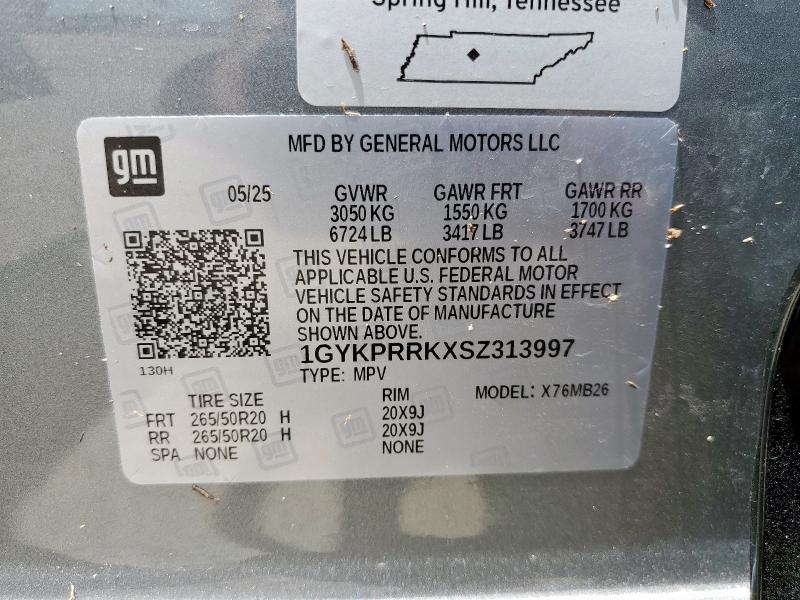 Spring Hill, Tennessee
gm
MFD BY GENERAL MOTORS LLC
05/25 GVWR GAWR FRT GAWR RR
3050 KG 1550 KG 1700 KG
6724 LB 3417 LB 3747 LB
THIS VEHICLE CONFORMS TO ALL
APPLICABLE U.S. FEDERAL MOTOR
VEHICLE SAFETY STANDARDS IN EFFECT
ON THE DATE OF MANUFACTURE
SHOWN ABOVE.
1GYKPRRKXSZ313997
130H
TYPE: MPV
TIRE SIZE RIM MODEL: X76MB26
FRT 265/50R20 H 20X9J
RR 265/50R20 H 20X9J
SPA NONE NONE